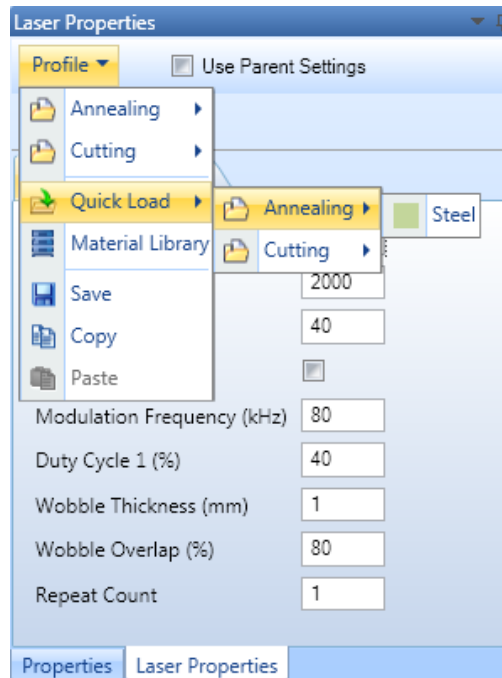 Laser Properties
Profile
Use Parent Settings
Annealing
Cutting
Quick Load
Annealing
Steel
Material Library
Cutting
Save
2000
Copy
40
Paste
Modulation Frequency (kHz) 80
Duty Cycle 1 (%) 40
Wobble Thickness (mm) 1
Wobble Overlap (%) 80
Repeat Count 1
Properties Laser Properties